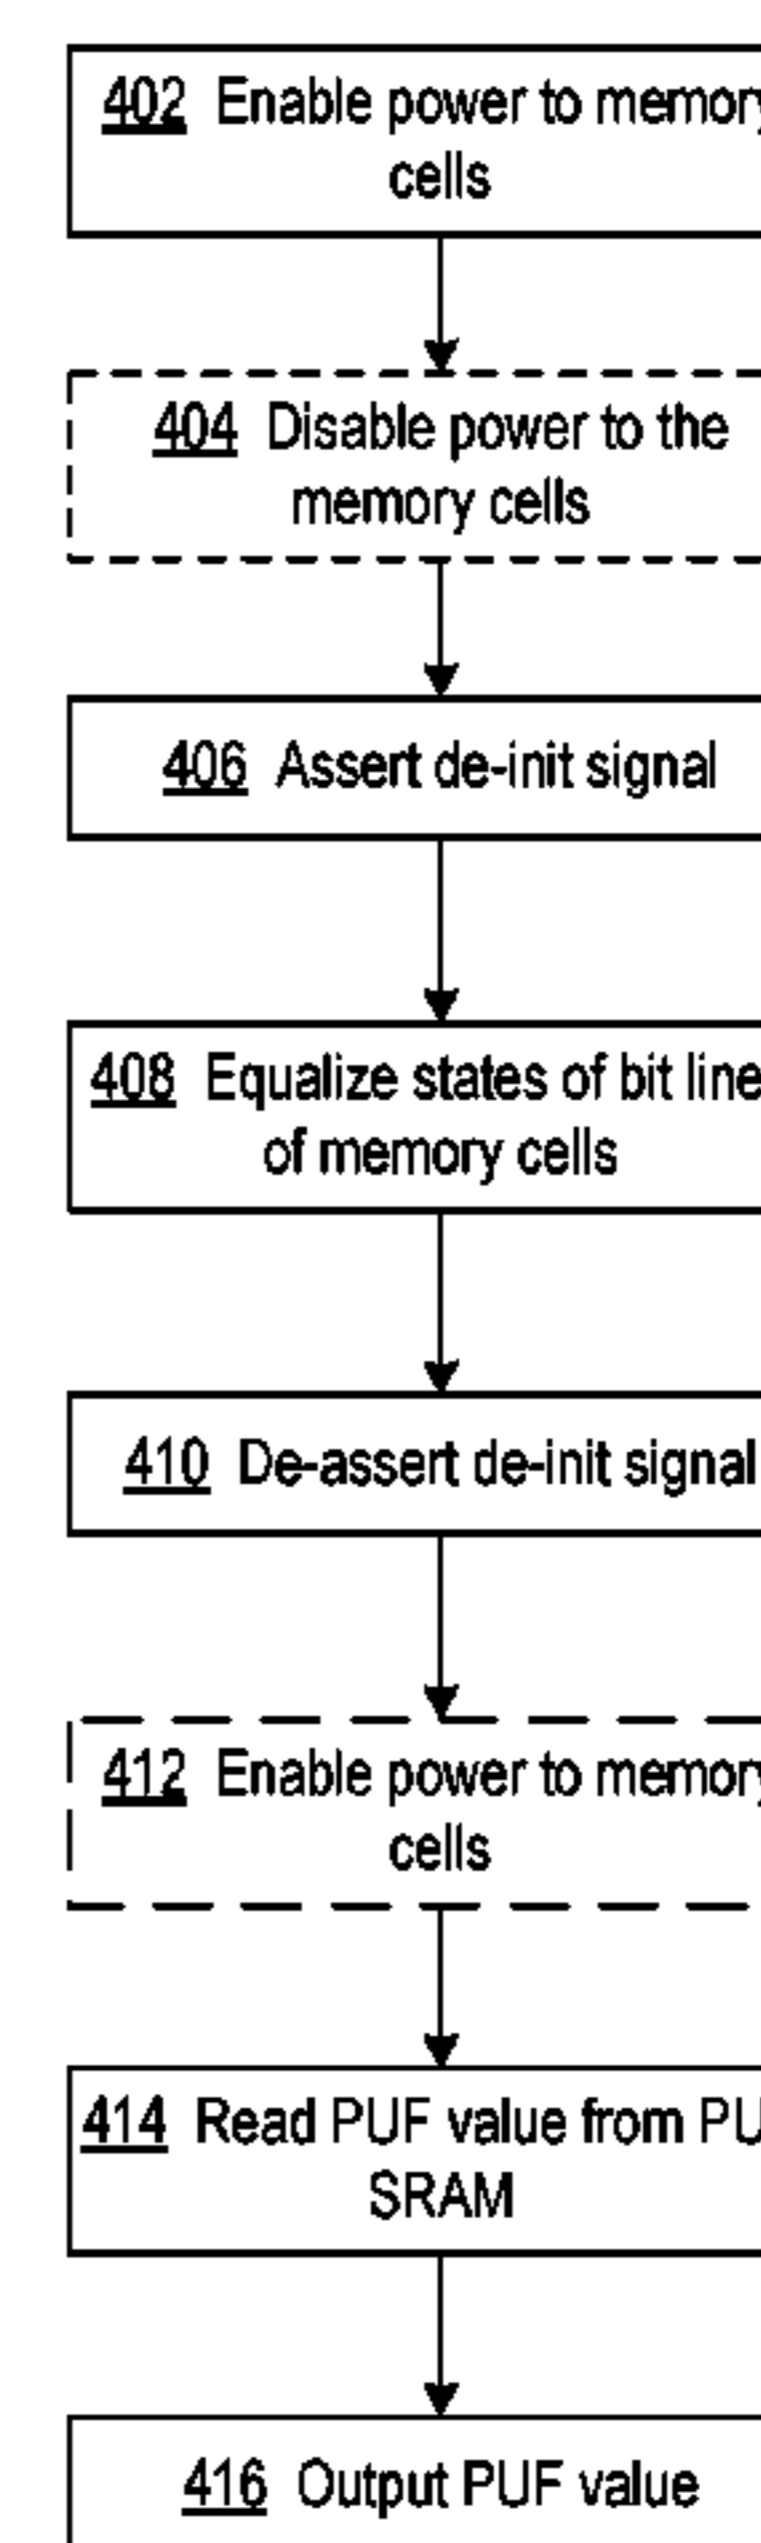 402 Enable power to memory
cells
404 Disable power to the
memory cells
406 Assert de-init signal
408 Equalize states of bit line
of memory cells
410 De-assert de-init signal
412 Enable power to memory
cells
414 Read PUF value from PU
SRAM
416 Output PUF value